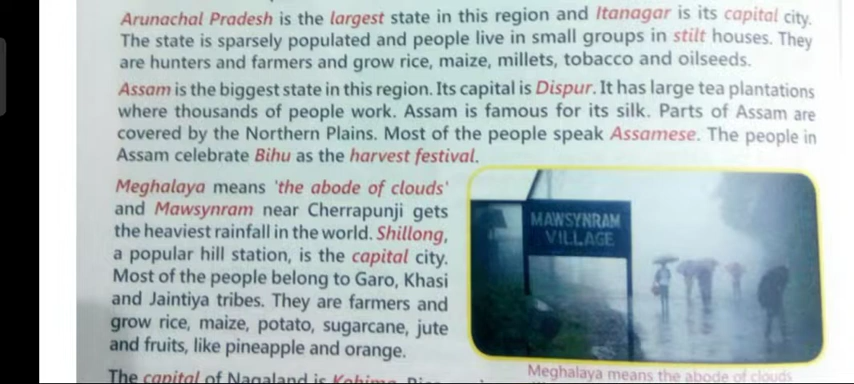 Arunachal Pradesh is the largest state in this region and Itanagar is its capital city.
The state is sparsely populated and people live in small groups in stilt houses. They
are hunters and farmers and grow rice, maize, millets, tobacco and oilseeds.
Assam is the biggest state in this region. Its capital is Dispur. It has large tea plantations
where thousands of people work. Assam is famous for its silk. Parts of Assam are
covered by the Northern Plains. Most of the people speak Assamese. The people in
Assam celebrate Bihu as the harvest festival.
Meghalaya means 'the abode of clouds'
and Mawsynram near Cherrapunji gets
the heaviest rainfall in the world. Shillong,
a popular hill station, is the capital city.
Most of the people belong to Garo, Khasi
and Jaintiya tribes. They are farmers and
grow rice, maize, potato, sugarcane, jute
and fruits, like pineapple and orange.
MAWSYNRAM
VILLAGE
Meghalaya means the abode of clouds
The capital of Nagaland is Kohima.